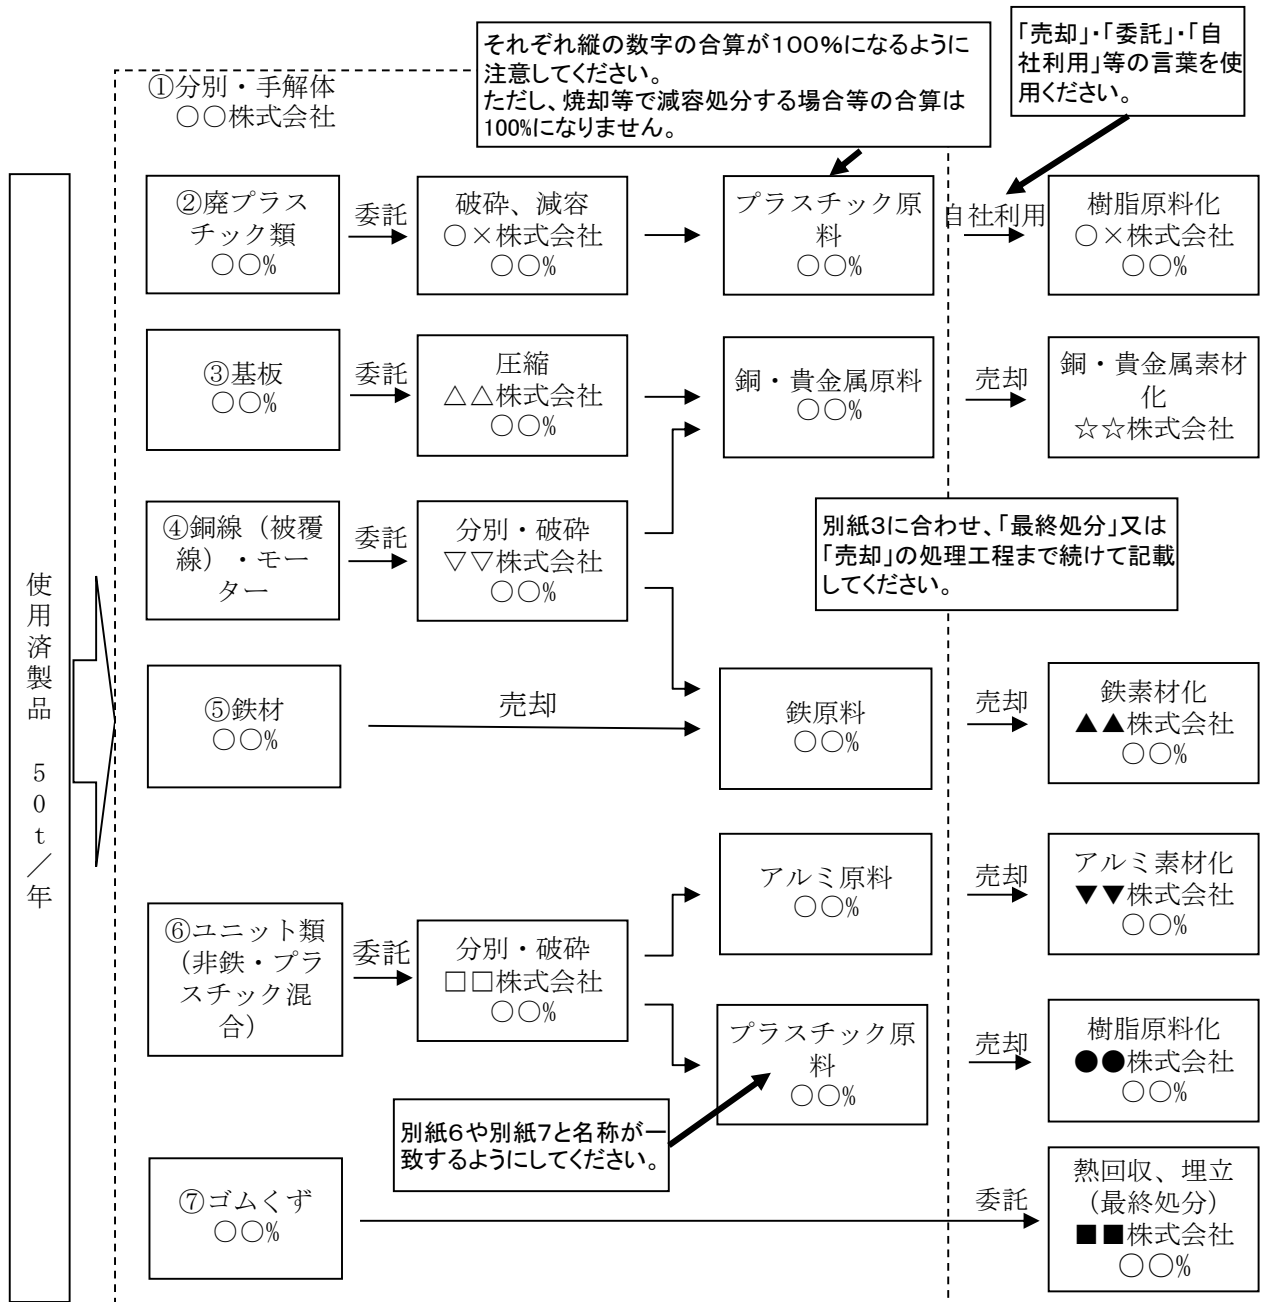 それぞれ縦の数字の合算が100%になるように
注意してください。
ただし、焼却等で減容処分する場合等の合算は
100%になりません。
「売却」・「委託」・「自
社利用」等の言葉を使
用ください。
①分別・手解体
○○株式会社
使用済製品 50t/年
②廃プラス
チック類
○○%
委託
破砕、減容
○×株式会社
○○%
プラスチック原
料
○○%
自社利用
樹脂原料化
○×株式会社
○○%
③基板
○○%
委託
圧縮
△△株式会社
○○%
銅・貴金属原料
○○%
売却
銅・貴金属素材
化
☆☆株式会社
④銅線(被覆
線)・モー
ター
委託
分別・破砕
▽▽株式会社
○○%
別紙3に合わせ、「最終処分」又は
「売却」の処理工程まで続けて記載
してください。
⑤鉄材
○○%
売却
鉄原料
○○%
売却
鉄素材化
▲▲株式会社
○○%
⑥ユニット類
(非鉄・プラ
スチック混
合)
委託
分別・破砕
□□株式会社
○○%
アルミ原料
○○%
売却
アルミ素材化
▼▼株式会社
○○%
プラスチック原
料
○○%
売却
樹脂原料化
●●株式会社
○○%
別紙6や別紙7と名称が一
致するようにしてください。
⑦ゴムくず
○○%
委託
熱回収、埋立
(最終処分)
■■株式会社
○○%